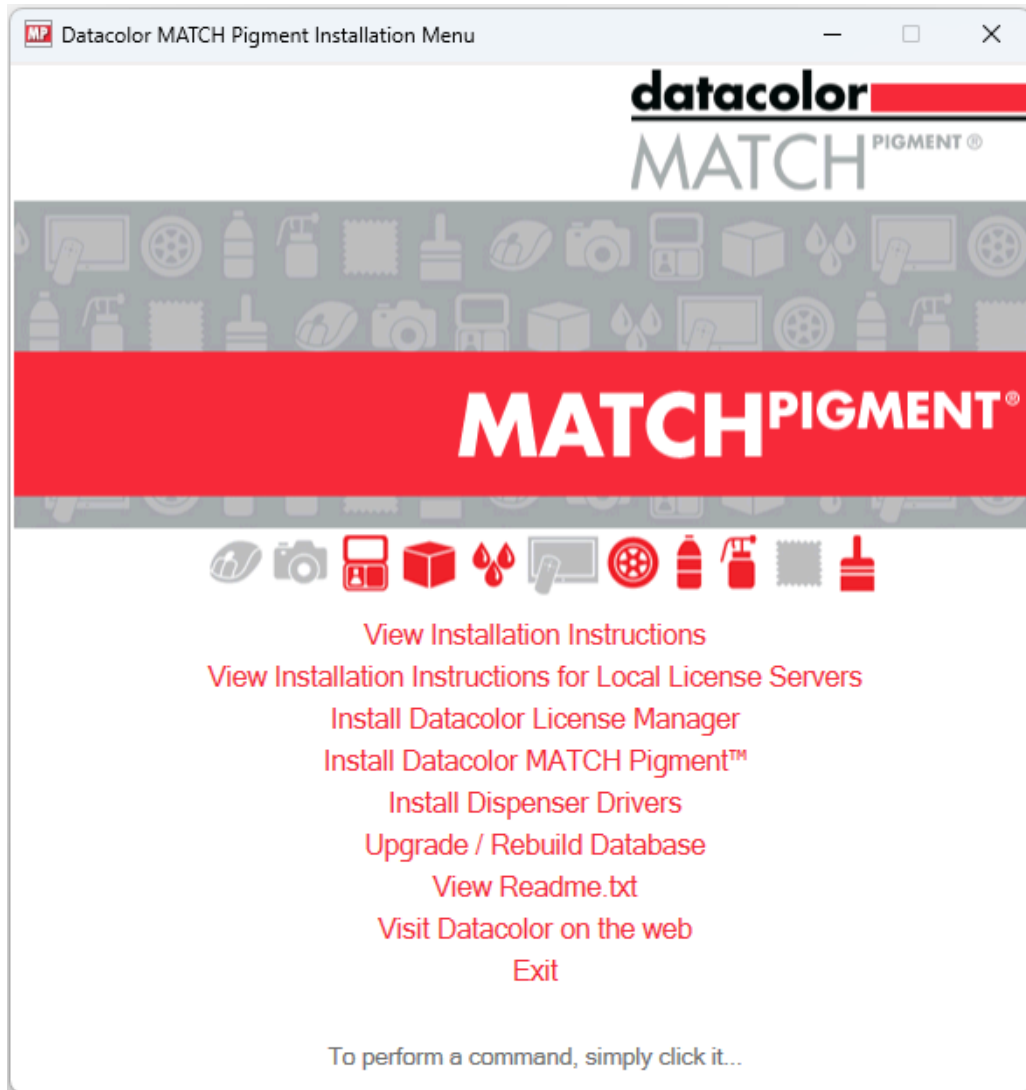 MP Datacolor MATCH Pigment Installation Menu
datacolor
MATCH PIGMENT ®
MATCHPIGMENT®
View Installation Instructions
View Installation Instructions for Local License Servers
Install Datacolor License Manager
Install Datacolor MATCH Pigment™
Install Dispenser Drivers
Upgrade / Rebuild Database
View Readme.txt
Visit Datacolor on the web
Exit
To perform a command, simply click it...